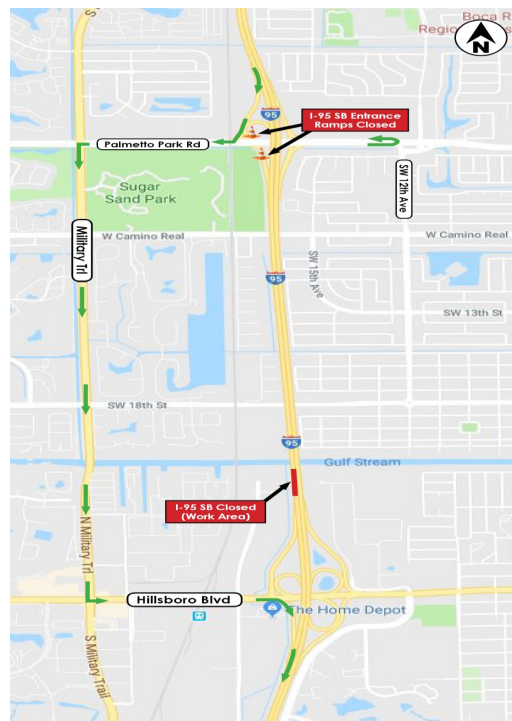 Boca R
Regio
N
95
I-95 SB Entrance
Ramps Closed
Palmetto Park Rd
SW 12th Ave
Sugar
Sand Park
Military Trl
W Camino Real
W Camino Real
SW 15th Ave
95
SW 13th St
SW 18th St
95
Gulf Stream
I-95 SB Closed
(Work Area)
N Military Trl
Hillsboro Blvd
The Home Depot
S Military Trail